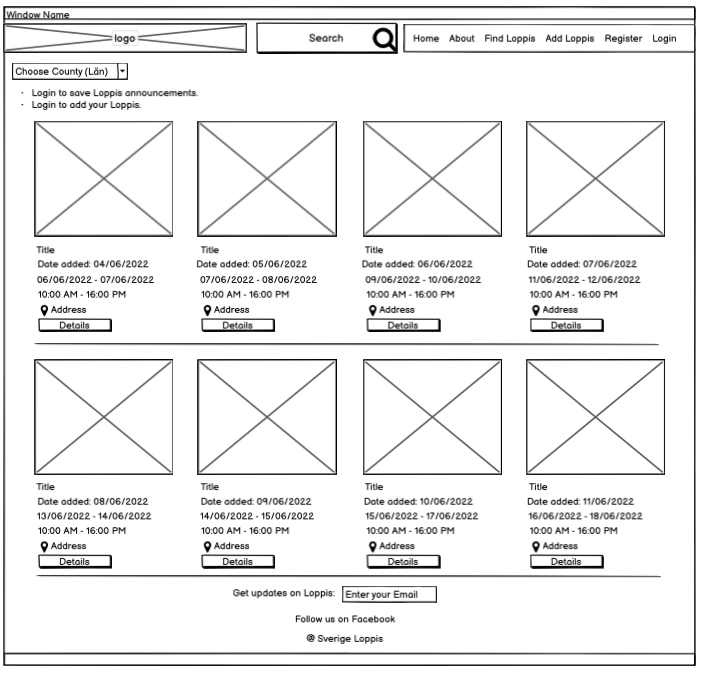 Window Name
logo
Search
Home About Find Loppis Add Loppis Register Login
Choose County (Län)
· Login to save Loppis announcements.
· Login to add your Loppis.
Title Title Title Title
Date added: 04/06/2022 Date added: 05/06/2022 Date added: 06/06/2022 Date added: 07/06/2022
06/06/2022 - 07/06/2022 07/06/2022 - 08/06/2022 09/06/2022 - 10/06/2022 11/06/2022 - 12/06/2022
10:00 AM - 16:00 PM 10:00 AM - 16:00 PM 10:00 AM - 16:00 PM 10:00 AM - 16:00 PM
Address Address Address Address
Details Details Details Details
Title Title Title Title
Date added: 08/06/2022 Date added: 09/06/2022 Date added: 10/06/2022 Date added: 11/06/2022
13/06/2022 - 14/06/2022 14/06/2022 - 15/06/2022 15/06/2022 - 17/06/2022 16/06/2022 - 18/06/2022
10:00 AM - 16:00 PM 10:00 AM - 16:00 PM 10:00 AM - 16:00 PM 10:00 AM - 16:00 PM
Address Address Address Address
Details Details Details Details
Get updates on Loppis: Enter your Email
Follow us on Facebook
@ Sverige Loppis